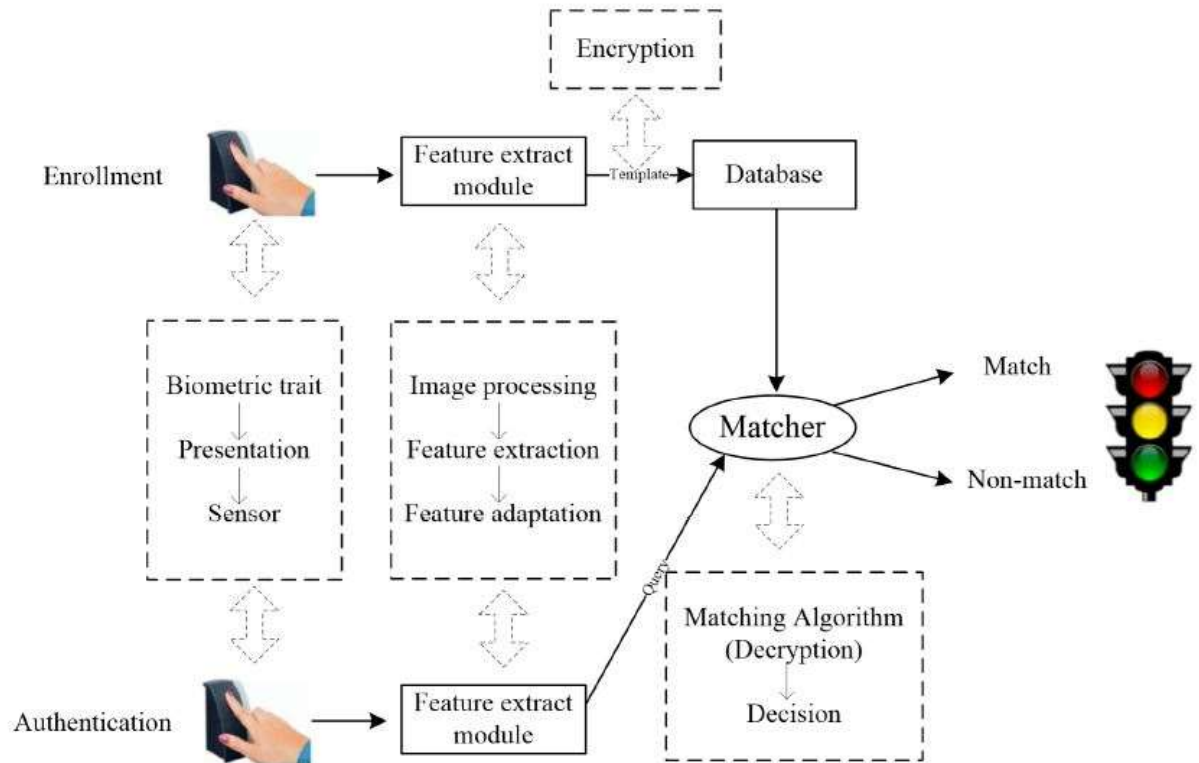 Encryption
Enrollment
Feature extract
module
Template
Database
Biometric trait
Presentation
Sensor
Image processing
Feature extraction
Feature adaptation
Matcher
Match
Non-match
Query
Matching Algorithm
(Decryption)
Decision
Authentication
Feature extract
module